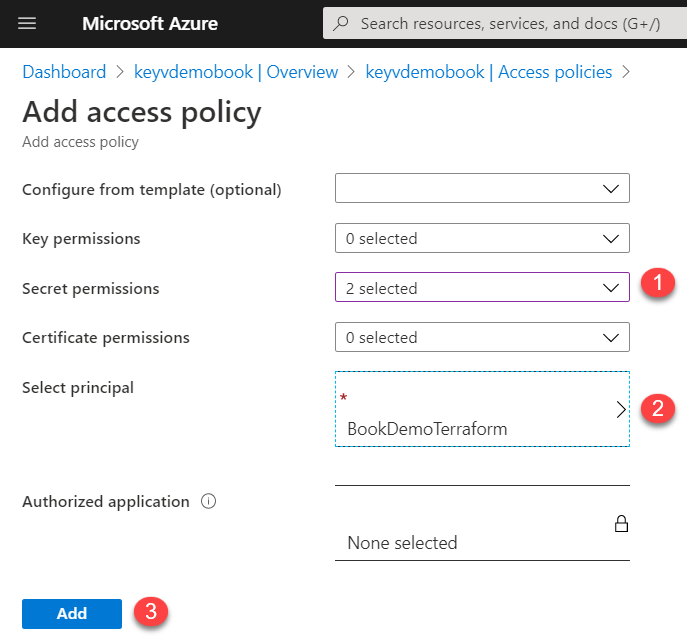 Microsoft Azure
Search resources, services, and docs (G+/)
Dashboard > keyvdemobook | Overview > keyvdemobook | Access policies >
Add access policy
Add access policy
Configure from template (optional)
Key permissions 0 selected
Secret permissions 2 selected 1
Certificate permissions 0 selected
Select principal
*
BookDemoTerraform 2
Authorized application
None selected
Add 3